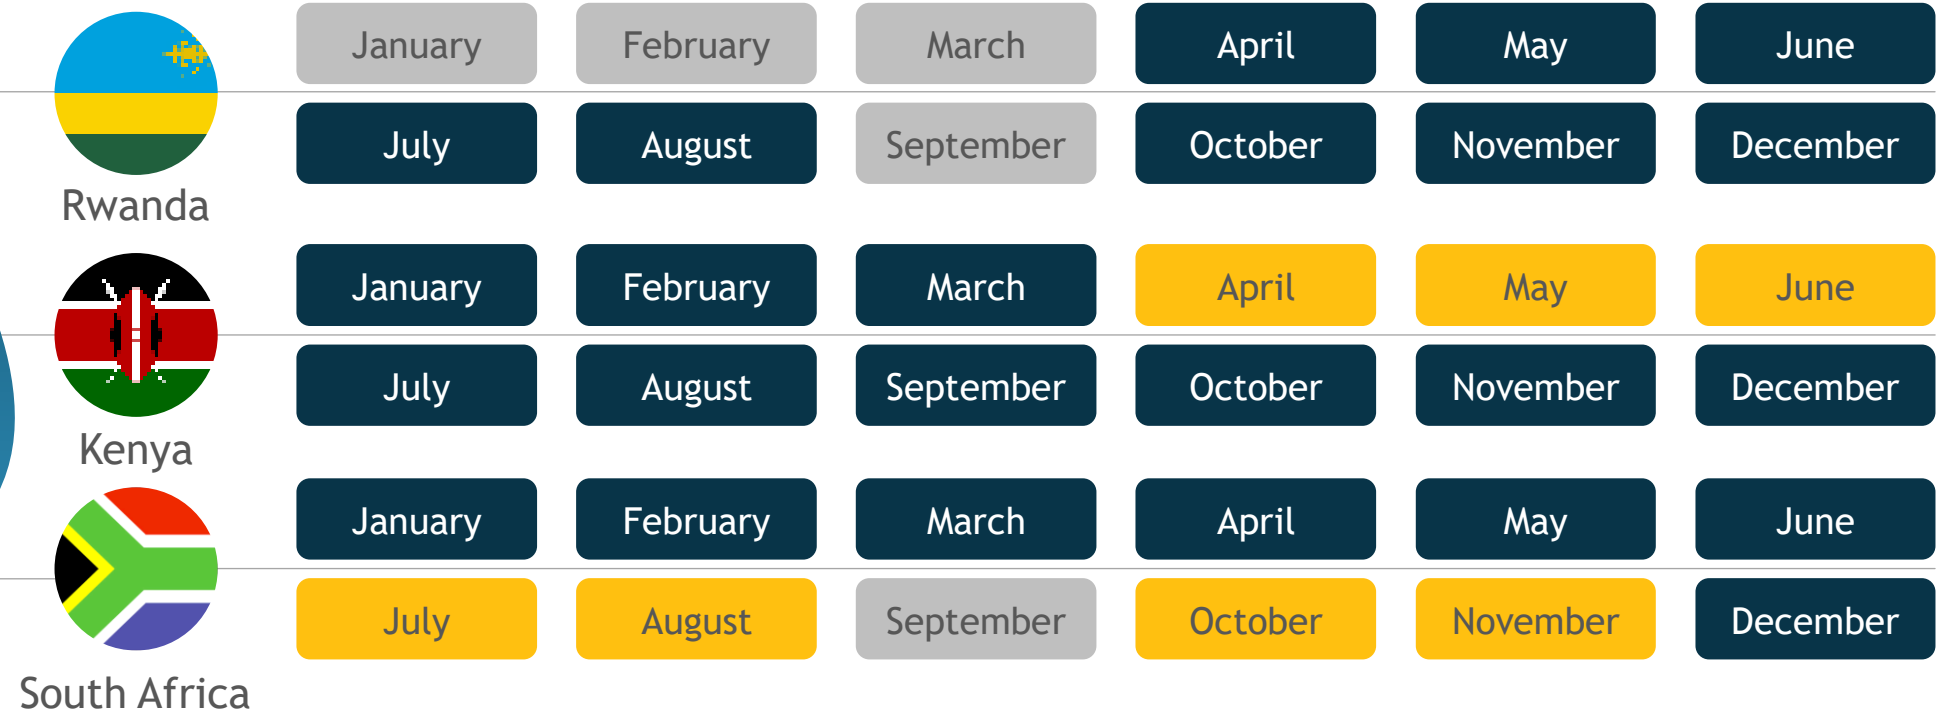 January February March April May June
July August September October November December
Rwanda
January February March April May June
July August September October November December
Kenya
January February March April May June
July August September October November December
South Africa